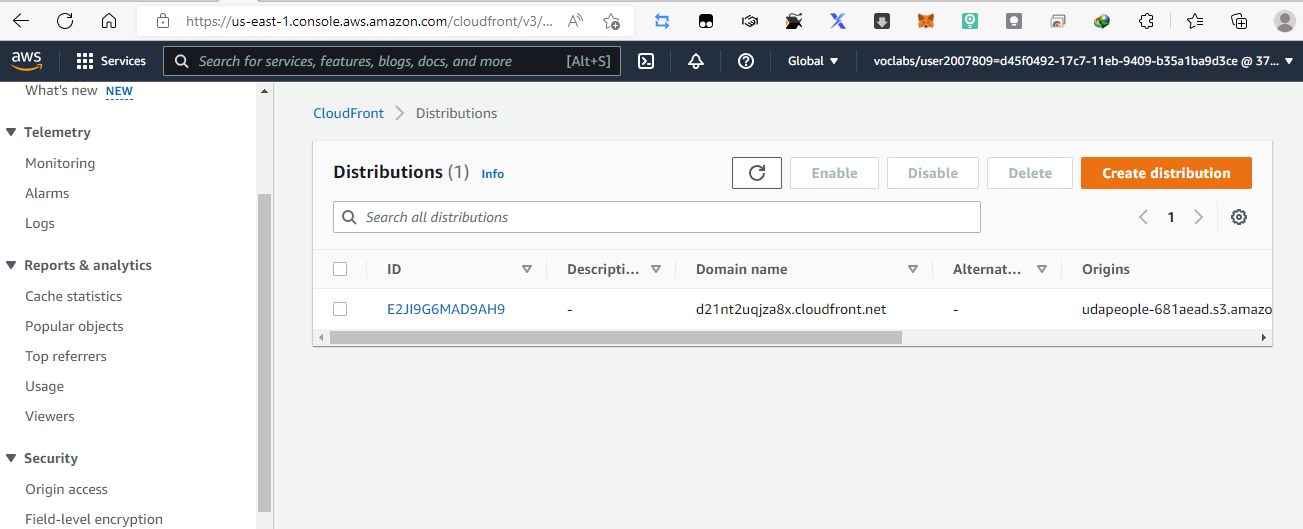 https://us-east-1.console.aws.amazon.com/cloudfront/v3/...
aws Services Search for services, features, blogs, docs, and more [Alt+S] Global voclabs/user2007809=d45f0492-17c7-11eb-9409-b35a1ba9d3ce @ 37...
What's new NEW
Telemetry
Monitoring
Alarms
Logs
Reports & analytics
Cache statistics
Popular objects
Top referrers
Usage
Viewers
Security
Origin access
Field-level encryption
CloudFront > Distributions
Distributions (1) Info Enable Disable Delete Create distribution
Search all distributions 1
ID Descripti... Domain name Alternat... Origins
E2JI9G6MAD9AH9 - d21nt2uqjza8x.cloudfront.net - udapeople-681aead.s3.amazo